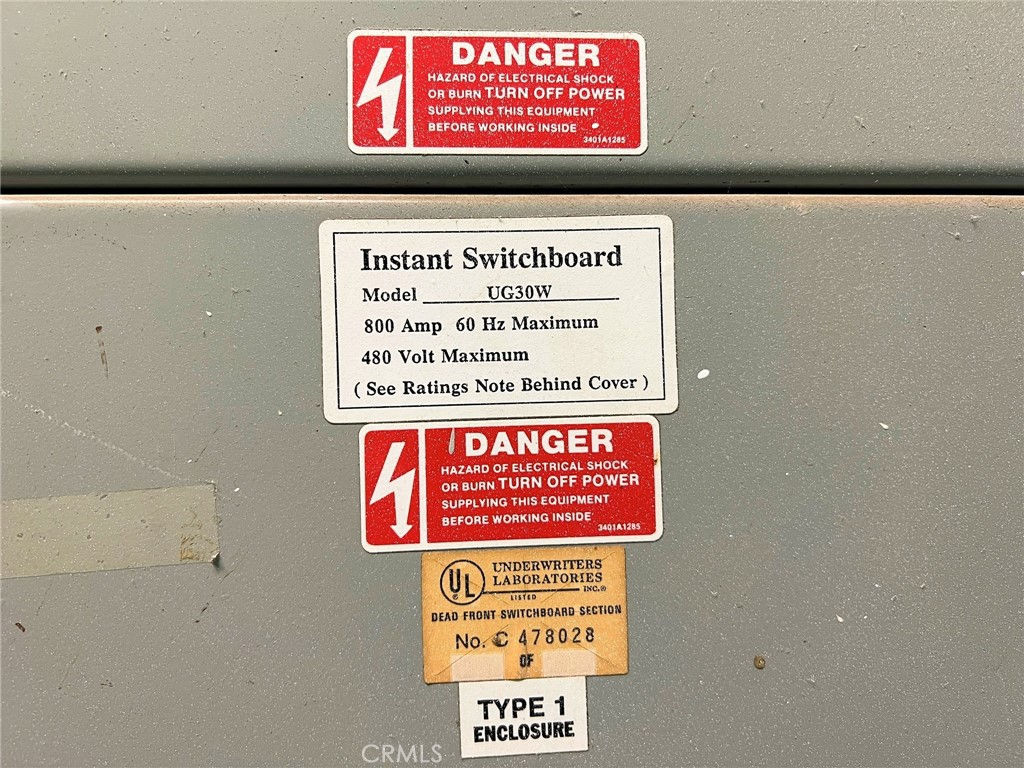 DANGER
HAZARD OF ELECTRICAL SHOCK
OR BURN TURN OFF POWER
SUPPLYING THIS EQUIPMENT
BEFORE WORKING INSIDE
3401A1285
Instant Switchboard
Model UG30W
800 Amp 60 Hz Maximum
480 Volt Maximum
( See Ratings Note Behind Cover )
DANGER
HAZARD OF ELECTRICAL SHOCK
OR BURN TURN OFF POWER
SUPPLYING THIS EQUIPMENT
BEFORE WORKING INSIDE
3401A1285
UL ®
UNDERWRITERS
LABORATORIES
INC.®
LISTED
DEAD FRONT SWITCHBOARD SECTION
No. C 478028
OF
TYPE 1
ENCLOSURE
CRMLS